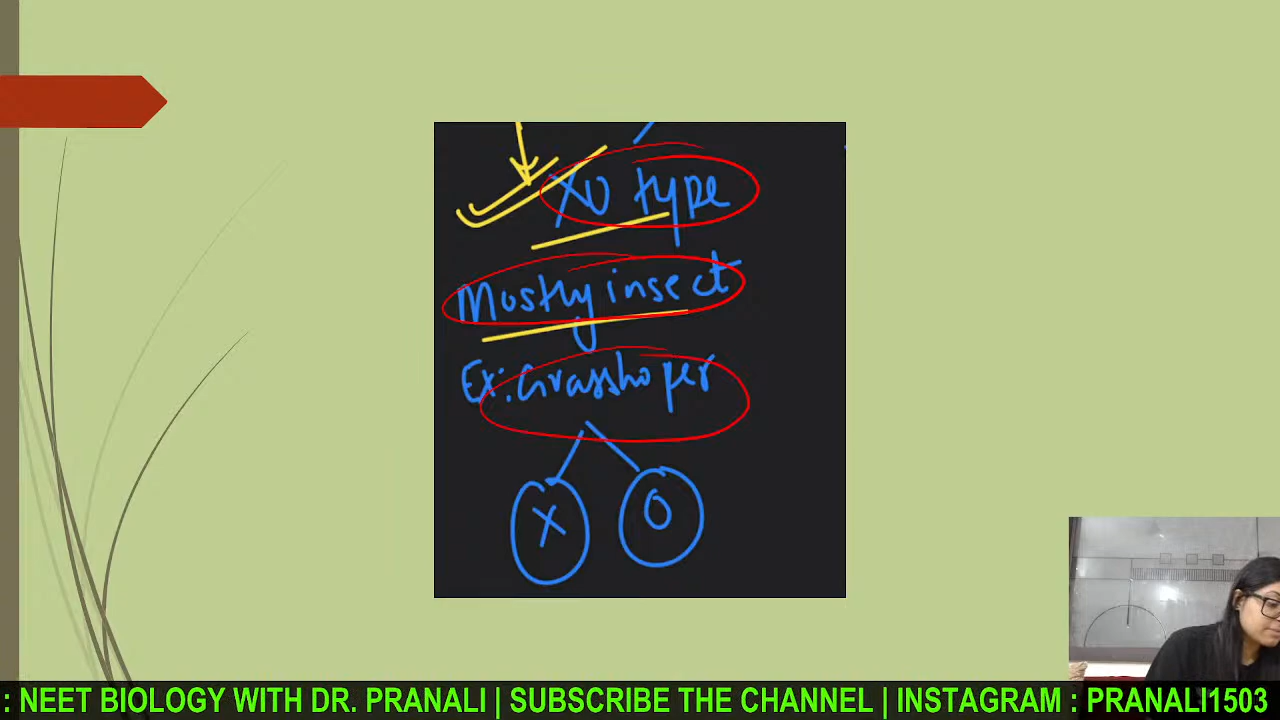 XO type
Mostly insect
Ex: Grasshoper
X O
: NEET BIOLOGY WITH DR. PRANALI | SUBSCRIBE THE CHANNEL | INSTAGRAM : PRANALI1503